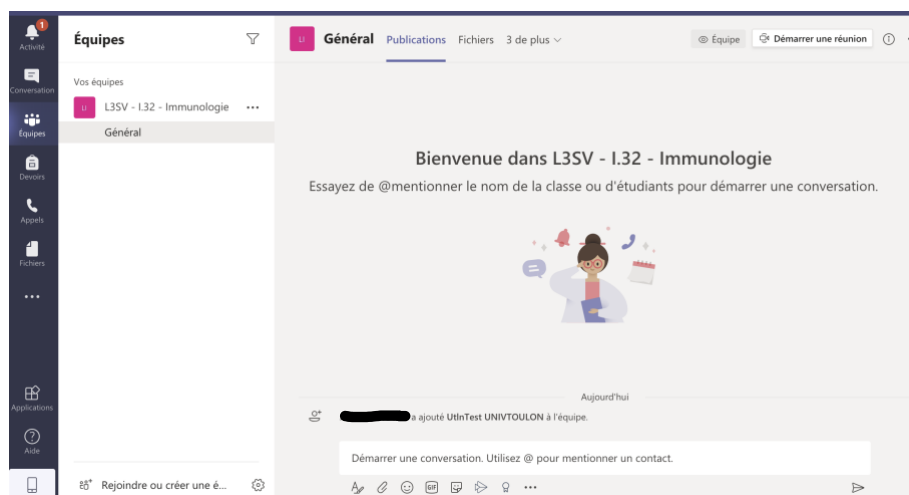 1
Activité
Conversation
Équipes
Devoirs
Appels
Fichiers
Applications
Aide
Équipes
Vos équipes
LI L3SV - I.32 - Immunologie
Général
Rejoindre ou créer une é...
LI Général Publications Fichiers 3 de plus
Équipe Démarrer une réunion
Bienvenue dans L3SV - I.32 - Immunologie
Essayez de @mentionner le nom de la classe ou d'étudiants pour démarrer une conversation.
Aujourd'hui
a ajouté UtInTest UNIVTOULON à l'équipe.
Démarrer une conversation. Utilisez @ pour mentionner un contact.
GIF